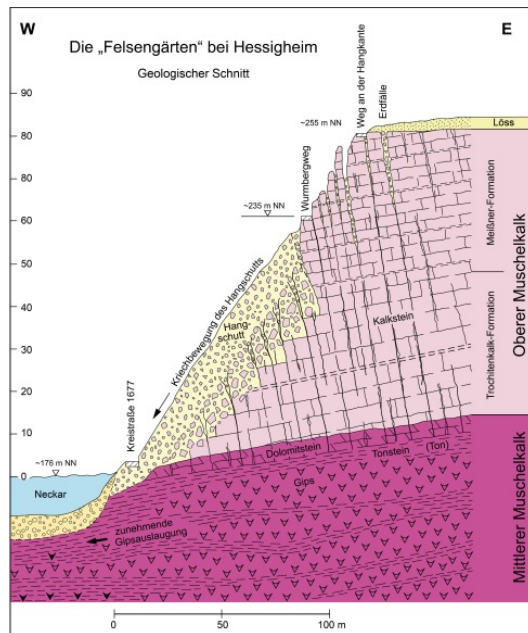 W
E
Die „Felsengärten“ bei Hessigheim
Geologischer Schnitt
90
80
70
60
50
40
30
20
10
0
~255 m NN
Weg an der Hangkante
Erdfälle
Löss
~235 m NN
Wurmbergweg
Meißner-Formation
Oberer Muschelkalk
Kriechbewegung des Hangschutts
Hang-
schutt
Kalkstein
Trochitenkalk-Formation
Kreistraße 1677
~176 m NN
Neckar
Dolomitstein
Tonstein
(Ton)
Gips
Mittlerer Muschelkalk
zunehmende
Gipsauslaugung
0 50 100 m